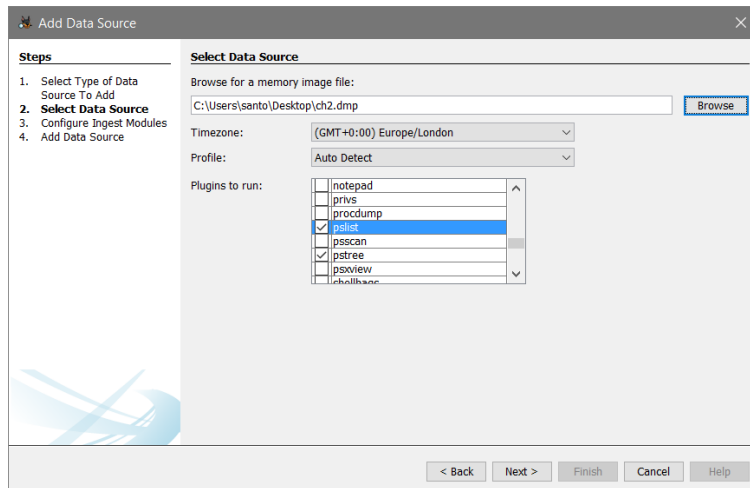 Add Data Source
Steps
1. Select Type of Data
Source To Add
2. Select Data Source
3. Configure Ingest Modules
4. Add Data Source
Select Data Source
Browse for a memory image file:
C:\Users\santo\Desktop\ch2.dmp
Browse
Timezone:
(GMT+0:00) Europe/London
Profile:
Auto Detect
Plugins to run:
notepad
privs
procdump
pslist
psscan
pstree
psxview
shellbags
< Back
Next >
Finish
Cancel
Help